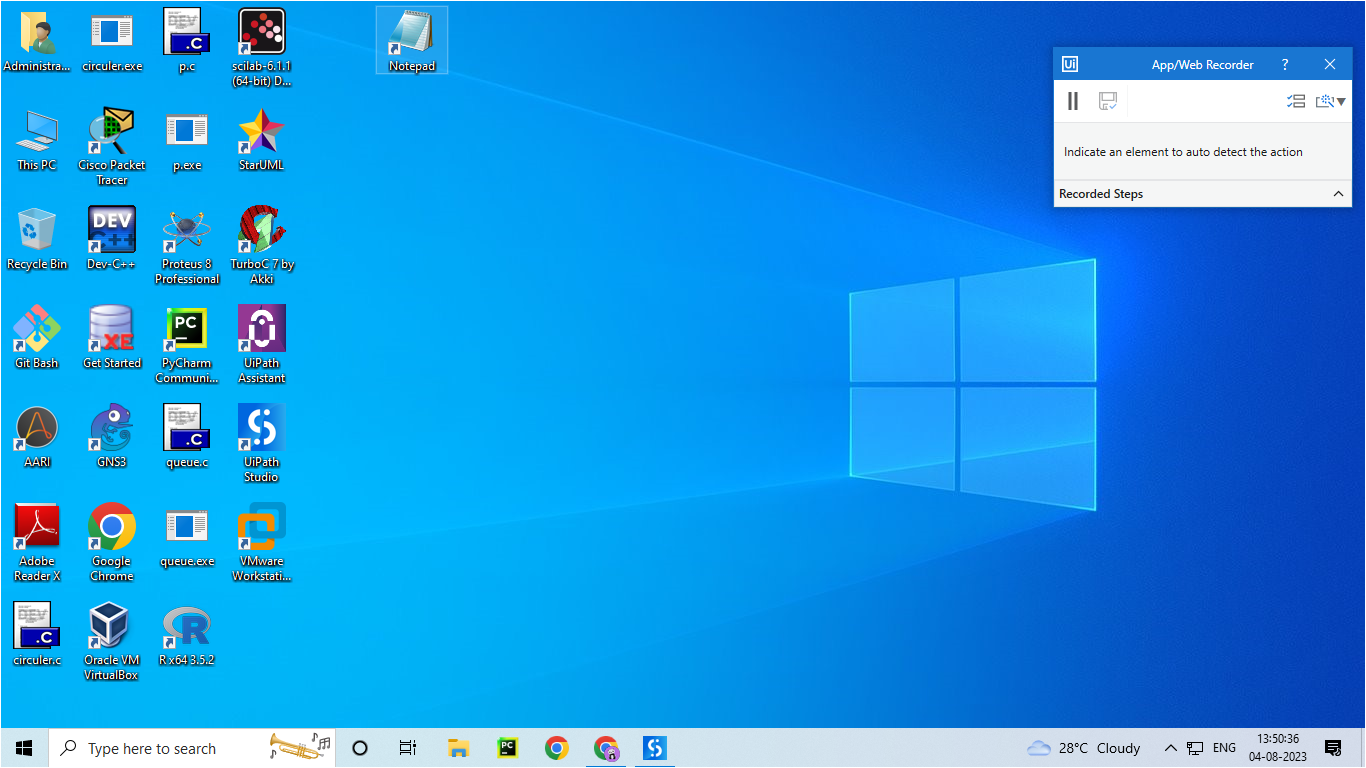 Administra...
circuler.exe
p.c
scilab-6.1.1
(64-bit) D...
Notepad
This PC
Cisco Packet
Tracer
p.exe
StarUML
Recycle Bin
DEV
C++
Dev-C++
Proteus 8
Professional
TurboC 7 by
Akki
Git Bash
XE
Get Started
PC
PyCharm
Communi...
UiPath
Assistant
AARI
GNS3
DEV
.C
queue.c
UiPath
Studio
Adobe
Reader X
Google
Chrome
queue.exe
VMware
Workstati...
DEV
.C
circuler.c
Oracle VM
VirtualBox
R
R x64 3.5.2
DEV
.C
Ui
App/Web Recorder
?
Indicate an element to auto detect the action
Recorded Steps
Type here to search
PC
28°C Cloudy
ENG
13:50:36
04-08-2023